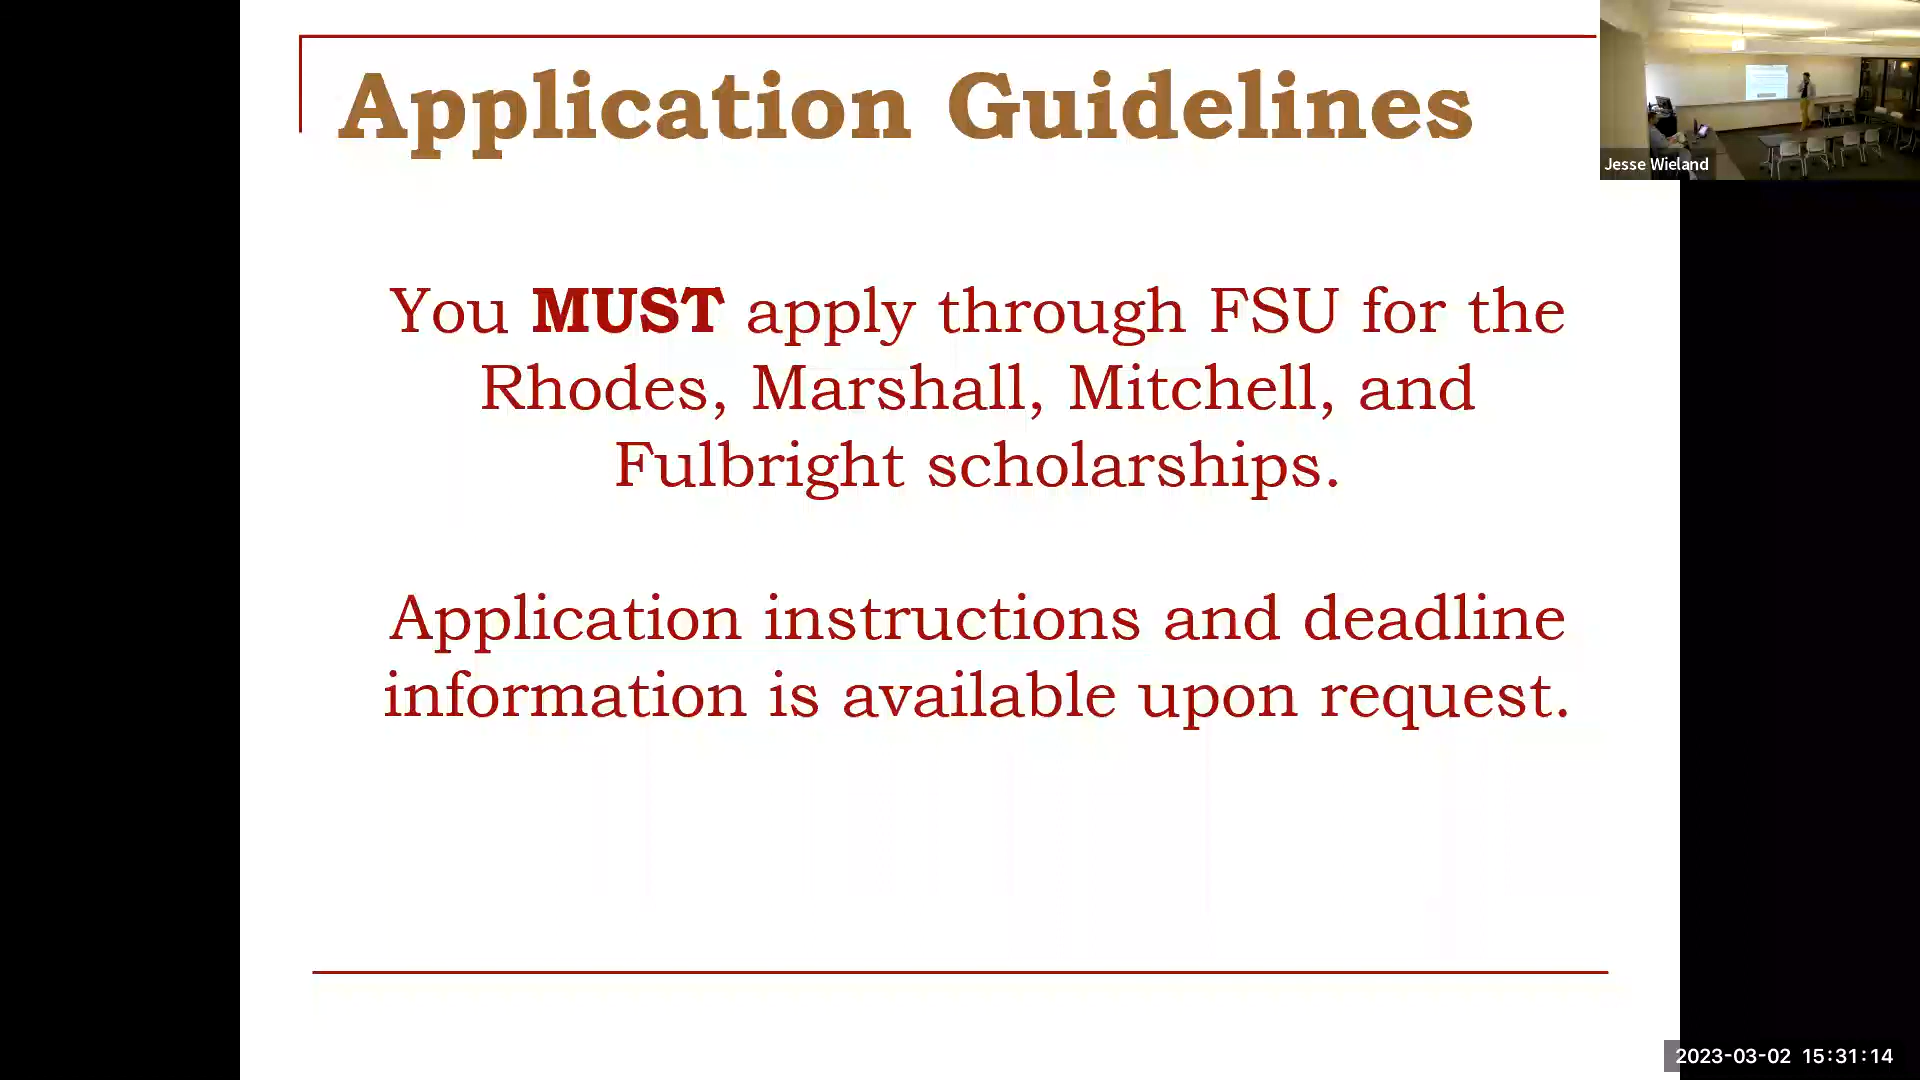 Application Guidelines
You MUST apply through FSU for the
Rhodes, Marshall, Mitchell, and
Fulbright scholarships.
Application instructions and deadline
information is available upon request.
Jesse Wieland
2023-03-02 15:31:14